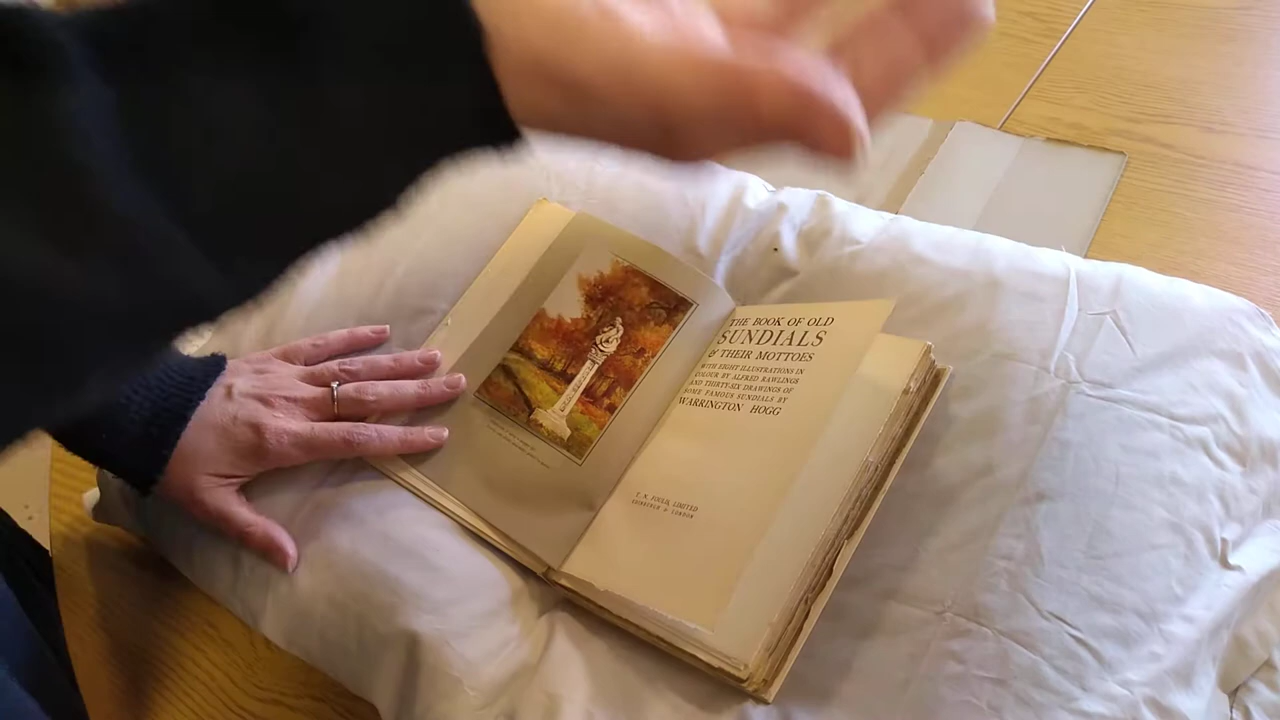 THE BOOK OF OLD
SUNDIALS
& THEIR MOTTOES
WITH EIGHT ILLUSTRATIONS IN
COLOUR BY ALFRED RAWLINGS
AND THIRTY-SIX DRAWINGS OF
SOME FAMOUS SUNDIALS BY
WARRINGTON HOGG
T. N. FOULIS, LIMITED
EDINBURGH & LONDON